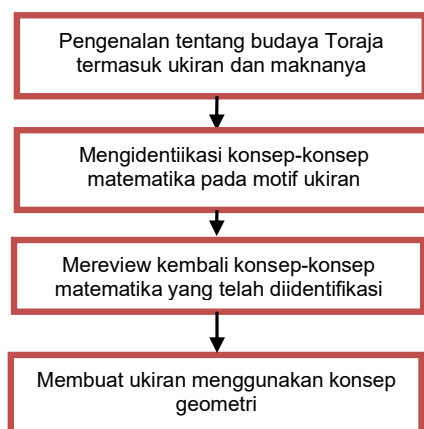 Pengenalan tentang budaya Toraja
termasuk ukiran dan maknanya
Mengidentiikasi konsep-konsep
matematika pada motif ukiran
Mereview kembali konsep-konsep
matematika yang telah diidentifikasi
Membuat ukiran menggunakan konsep
geometri